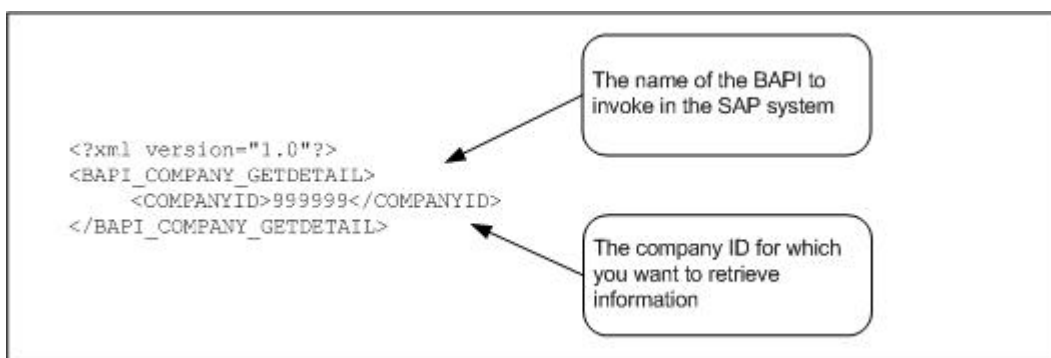 The name of the BAPI to
invoke in the SAP system
<?xml version="1.0"?>
<BAPI_COMPANY_GETDETAIL>
<COMPANYID>999999</COMPANYID>
</BAPI_COMPANY_GETDETAIL>
The company ID for which
you want to retrieve
information